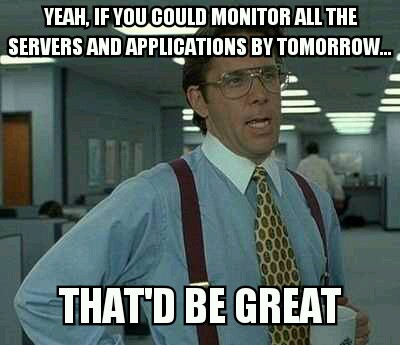 YEAH, IF YOU COULD MONITOR ALL THE
SERVERS AND APPLICATIONS BY TOMORROW...
THAT'D BE GREAT